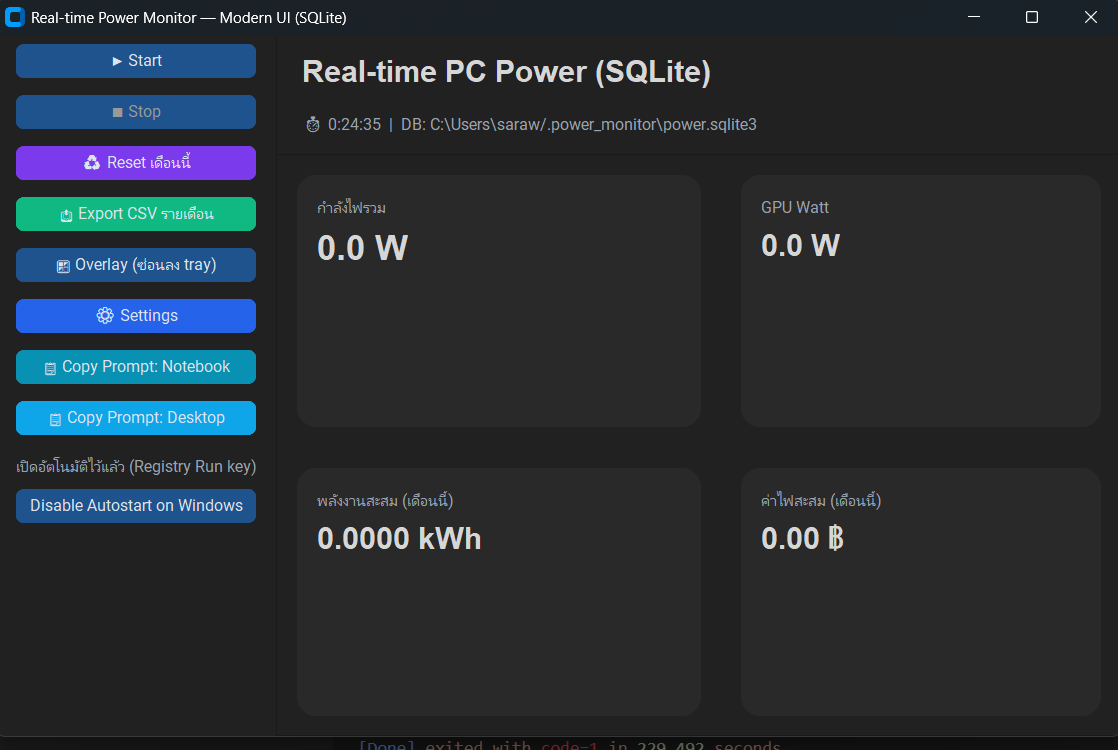 Real-time Power Monitor — Modern UI (SQLite)
▶ Start
■ Stop
♻ Reset เดือนนี้
Export CSV รายเดือน
Overlay (ซ่อนลง tray)
⚙ Settings
Copy Prompt: Notebook
Copy Prompt: Desktop
เปิดอัตโนมัติไว้แล้ว (Registry Run key)
Disable Autostart on Windows
Real-time PC Power (SQLite)
⏱ 0:24:35 | DB: C:\Users\saraw/.power_monitor\power.sqlite3
กำลังไฟรวม
0.0 W
GPU Watt
0.0 W
พลังงานสะสม (เดือนนี้)
0.0000 kWh
ค่าไฟสะสม (เดือนนี้)
0.00 ฿
[Done] exited with code=1 in 229.492 seconds